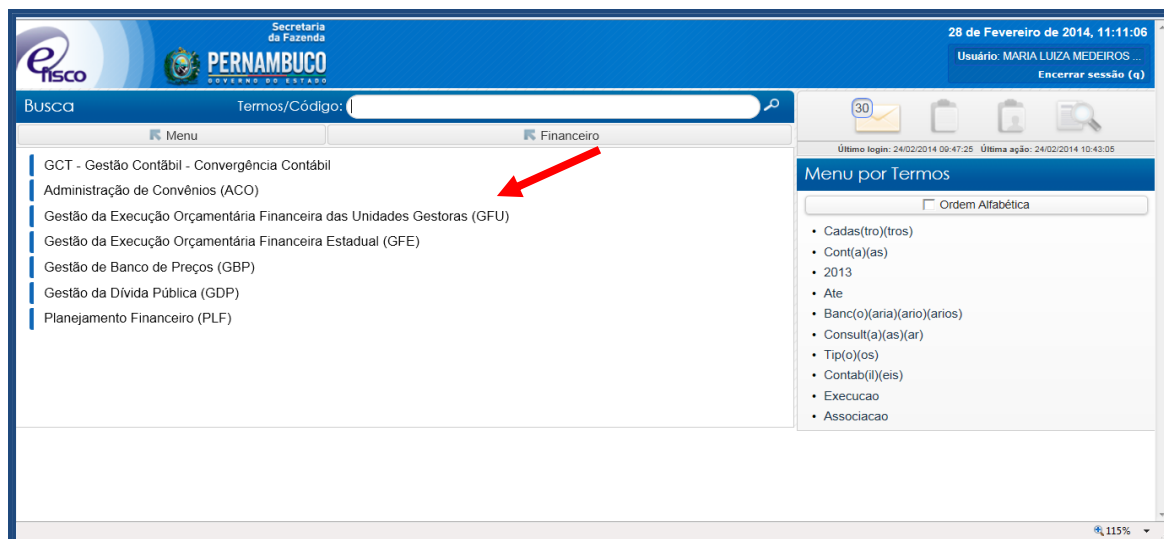 Secretaria
da Fazenda
efisco
PERNAMBUCO
GOVERNO DO ESTADO
28 de Fevereiro de 2014, 11:11:06
Usuário: MARIA LUIZA MEDEIROS ...
Encerrar sessão (q)
Busca Termos/Código:
Menu Financeiro
30
Último login: 24/02/2014 09:47:25 Última ação: 24/02/2014 10:43:05
GCT - Gestão Contãbil - Convergência Contábil
Administração de Convênios (ACO)
Gestão da Execução Orçamentária Financeira das Unidades Gestoras (GFU)
Gestão da Execução Orçamentária Financeira Estadual (GFE)
Gestão de Banco de Preços (GBP)
Gestão da Dívida Pública (GDP)
Planejamento Financeiro (PLF)
Menu por Termos
Ordem Alfabética
• Cadas(tro)(tros)
• Cont(a)(as)
• 2013
• Ate
• Banc(o)(aria)(ario)(arios)
• Consult(a)(as)(ar)
• Tip(o)(os)
• Contab(il)(eis)
• Execucao
• Associacao
115%